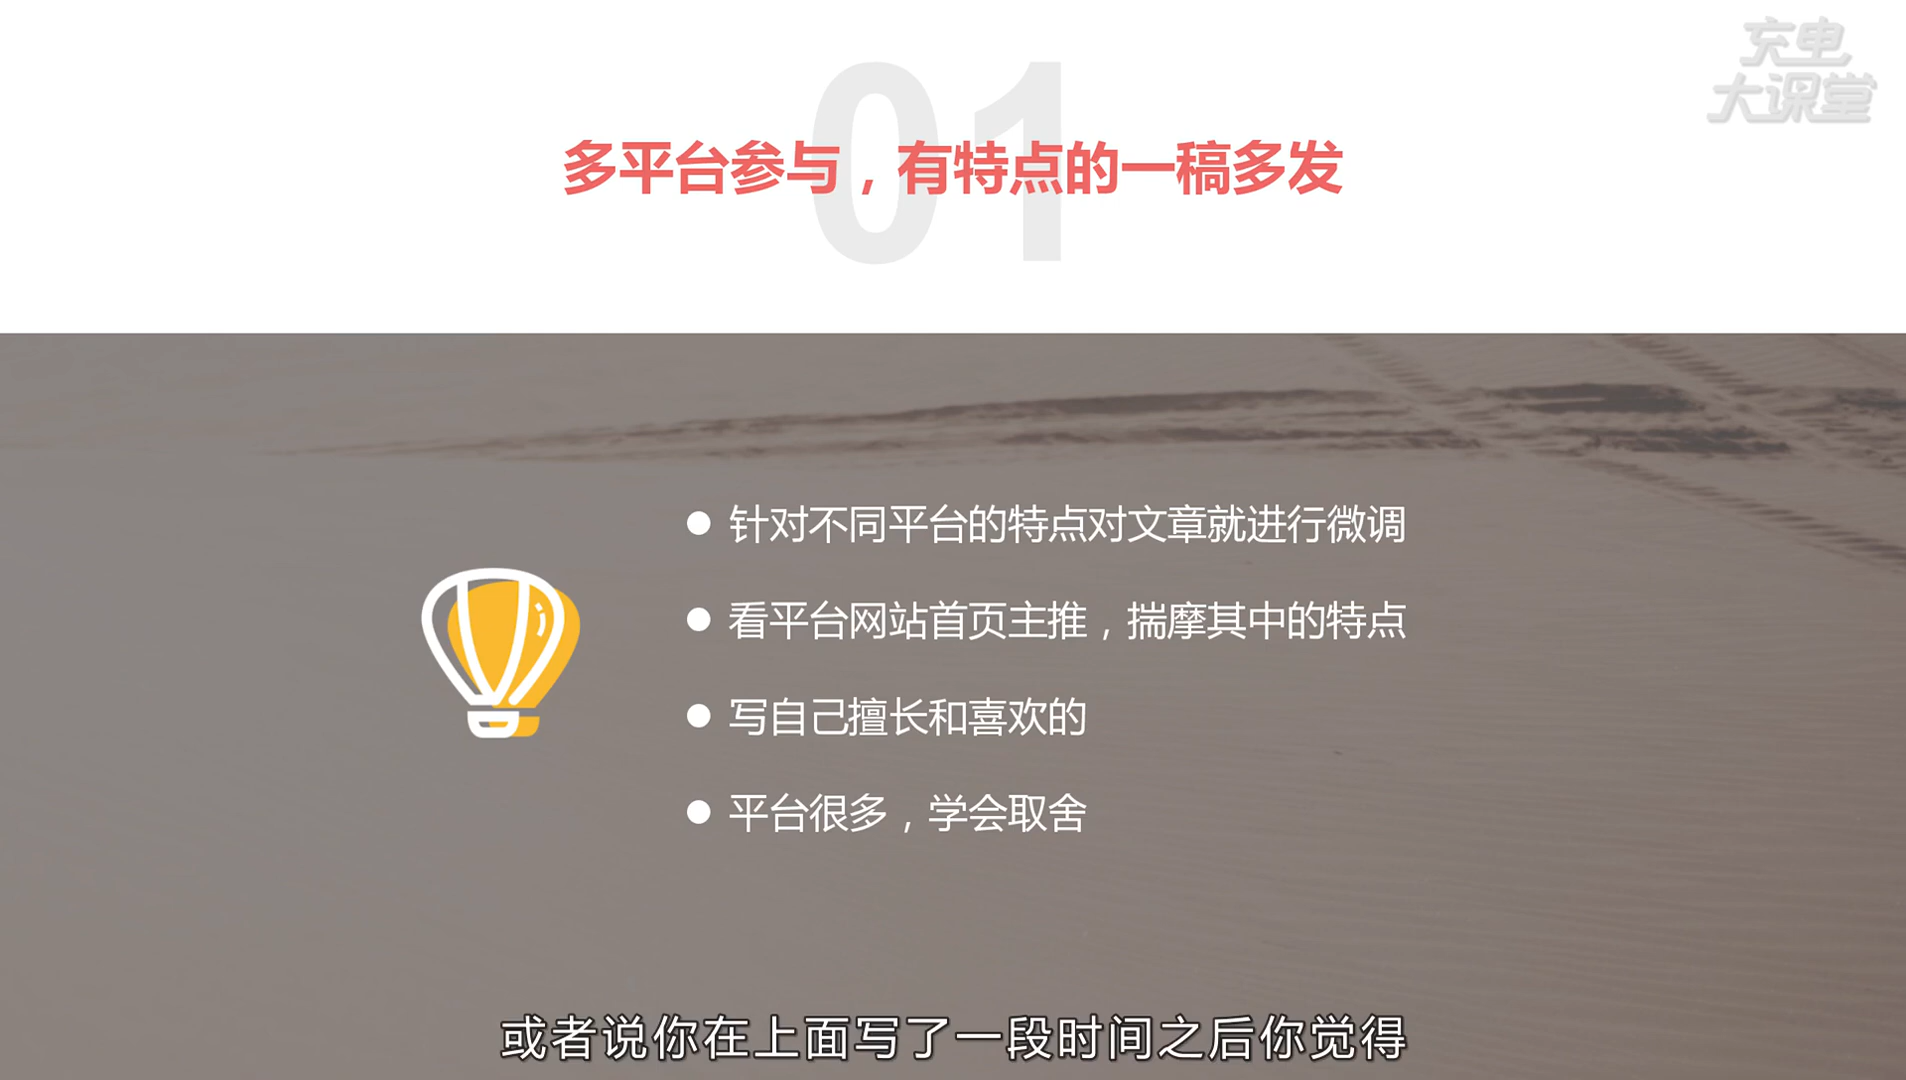 充电
大课堂
01
多平台参与，有特点的一稿多发
针对不同平台的特点对文章就进行微调
看平台网站首页主推，揣摩其中的特点
写自己擅长和喜欢的
平台很多，学会取舍
或者说你在上面写了一段时间之后你觉得